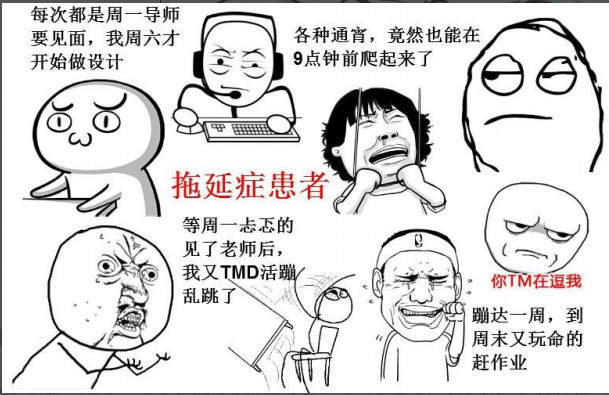 每次都是周一导师
要见面，我周六才
开始做设计
各种通宵，竟然也能在
9点钟前爬起来了
拖延症患者
等周一忐忑的
见了老师后，
我又TMD活蹦
乱跳了
你TM在逗我
蹦达一周，到
周末又玩命的
赶作业